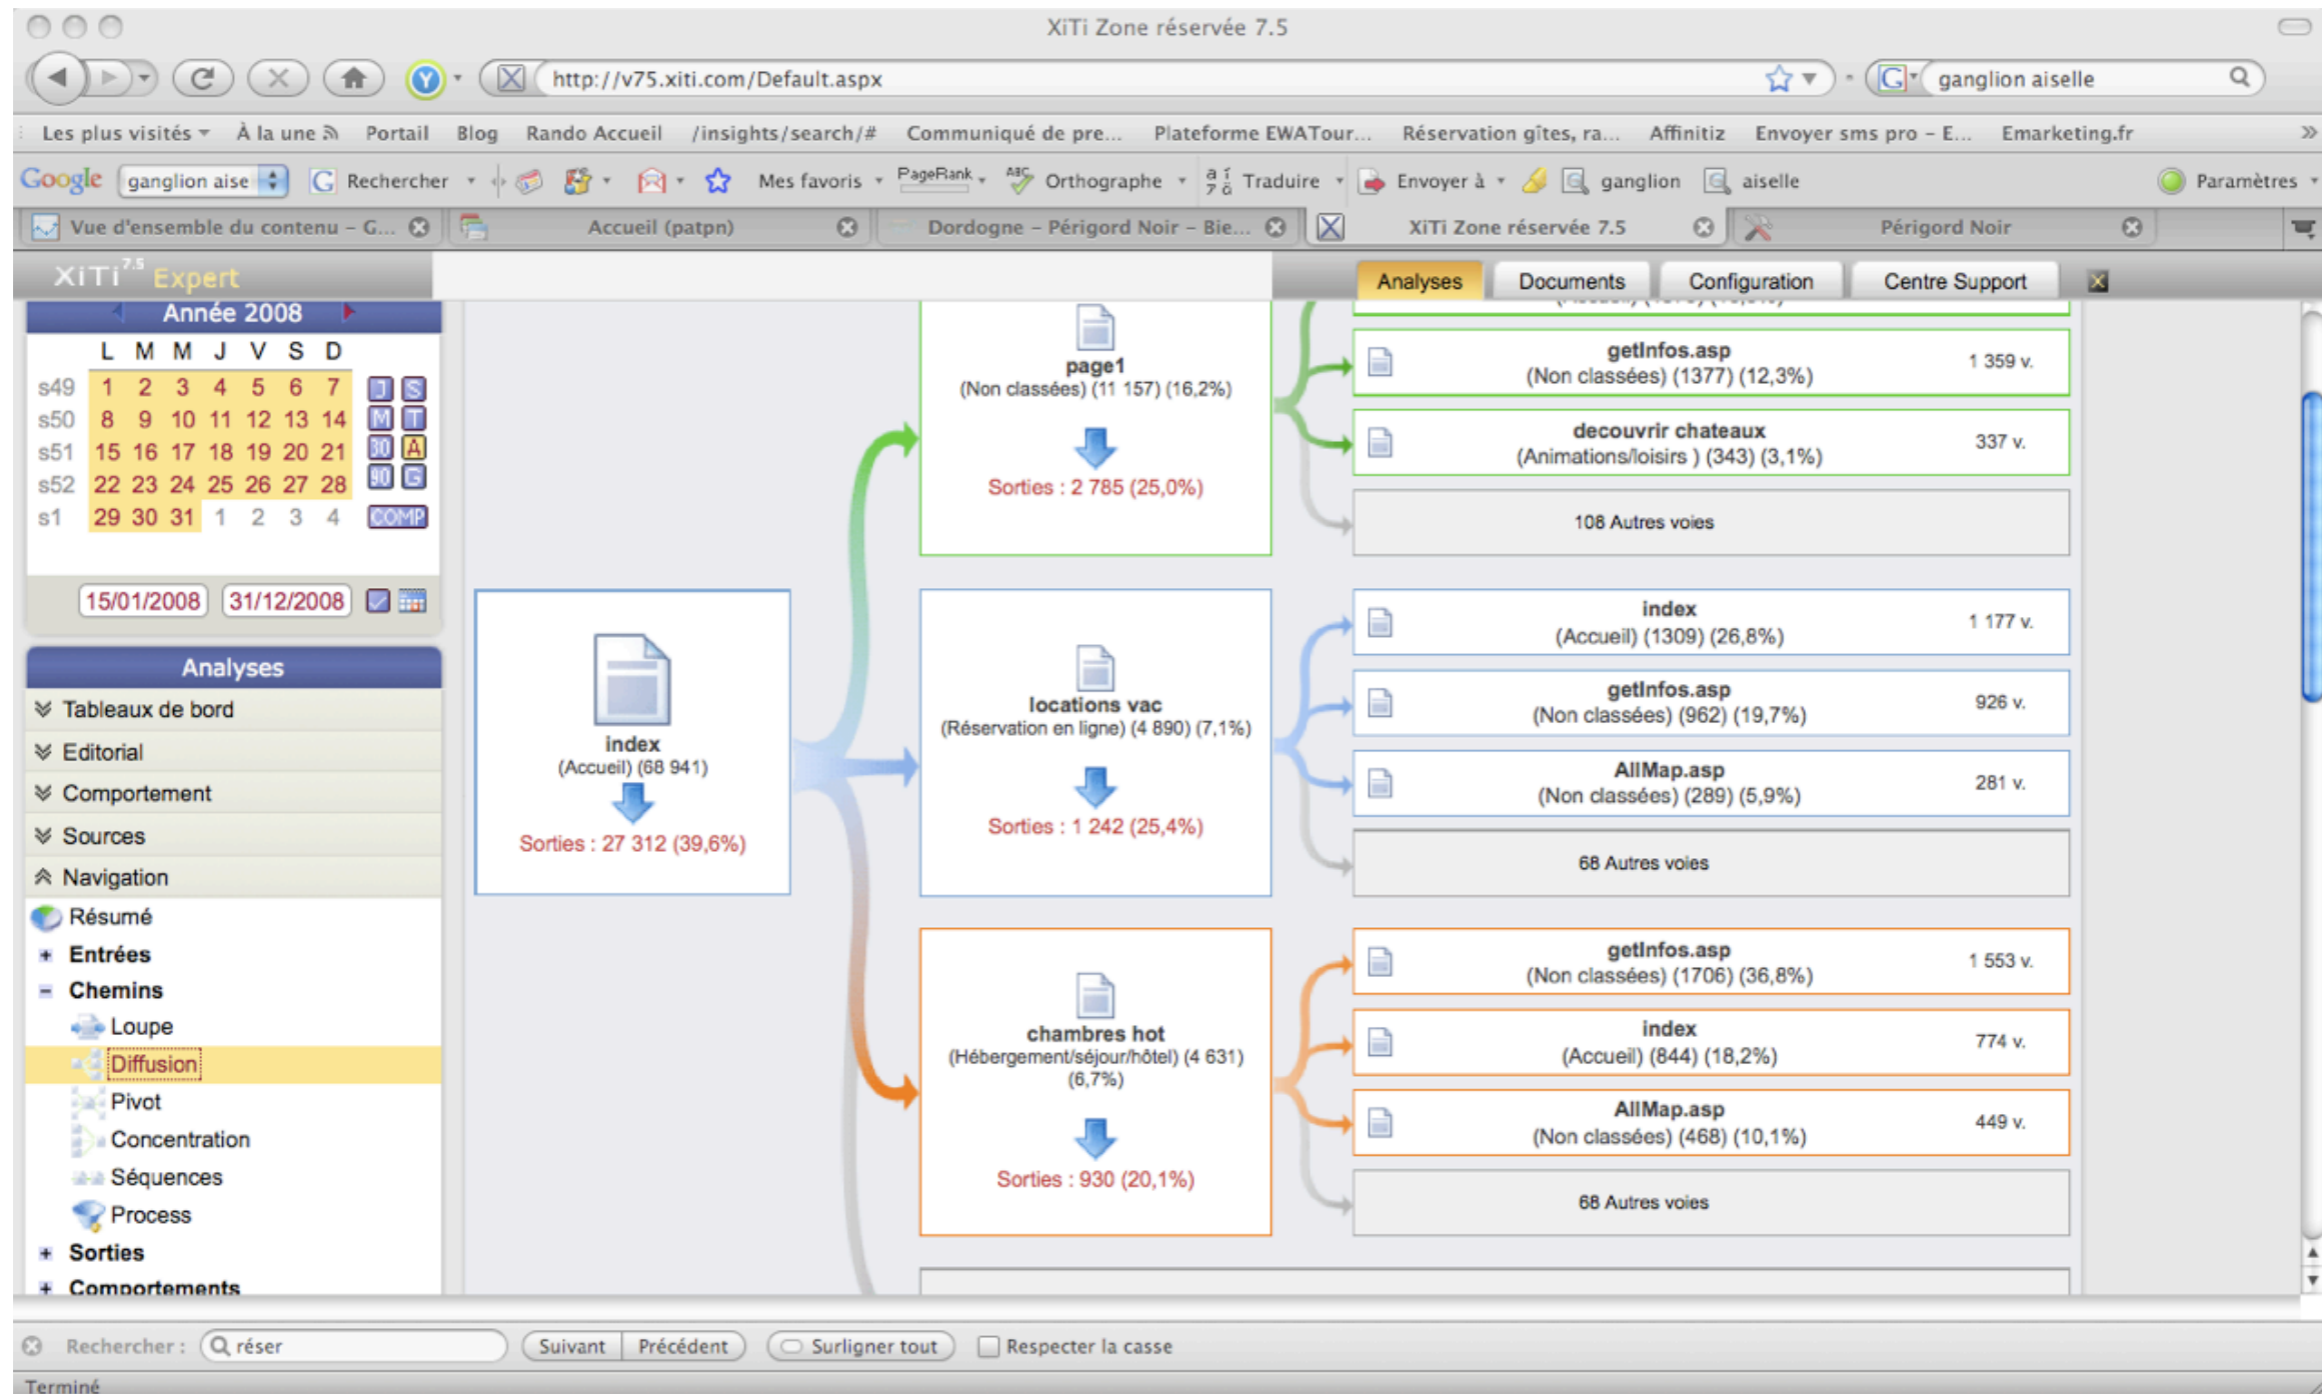 XiTi Zone réservée 7.5
http://v75.xiti.com/Default.aspx
ganglion aiselle
Les plus visités À la une Portail Blog Rando Accueil /insights/search/# Communiqué de pre... Plateforme EWATour... Réservation gîtes, ra... Affinitiz Envoyer sms pro – E... Emarketing.fr »
Google ganglion aise Rechercher Mes favoris PageRank Orthographe Traduire Envoyer à ganglion aiselle Paramètres
Vue d'ensemble du contenu – G... Accueil (patpn) Dordogne – Périgord Noir – Bie... XiTi Zone réservée 7.5 Périgord Noir
XiTi 7.5 Expert
Analyses Documents Configuration Centre Support
Année 2008
L M M J V S D
s49 1 2 3 4 5 6 7 J S
s50 8 9 10 11 12 13 14 M T
s51 15 16 17 18 19 20 21 30 A
s52 22 23 24 25 26 27 28 90 G
s1 29 30 31 1 2 3 4 COMP
15/01/2008 31/12/2008
Analyses
Tableaux de bord
Editorial
Comportement
Sources
Navigation
Résumé
+ Entrées
– Chemins
Loupe
Diffusion
Pivot
Concentration
Séquences
Process
+ Sorties
+ Comportements
index
(Accueil) (68 941)
Sorties : 27 312 (39,6%)
page1
(Non classées) (11 157) (16,2%)
Sorties : 2 785 (25,0%)
getInfos.asp
(Non classées) (1377) (12,3%)
1 359 v.
decouvrir chateaux
(Animations/loisirs ) (343) (3,1%)
337 v.
108 Autres voies
locations vac
(Réservation en ligne) (4 890) (7,1%)
Sorties : 1 242 (25,4%)
index
(Accueil) (1309) (26,8%)
1 177 v.
getInfos.asp
(Non classées) (962) (19,7%)
926 v.
AllMap.asp
(Non classées) (289) (5,9%)
281 v.
68 Autres voies
chambres hot
(Hébergement/séjour/hôtel) (4 631)
(6,7%)
Sorties : 930 (20,1%)
getInfos.asp
(Non classées) (1706) (36,8%)
1 553 v.
index
(Accueil) (844) (18,2%)
774 v.
AllMap.asp
(Non classées) (468) (10,1%)
449 v.
68 Autres voies
Rechercher : réser Suivant Précédent Surligner tout Respecter la casse
Terminé